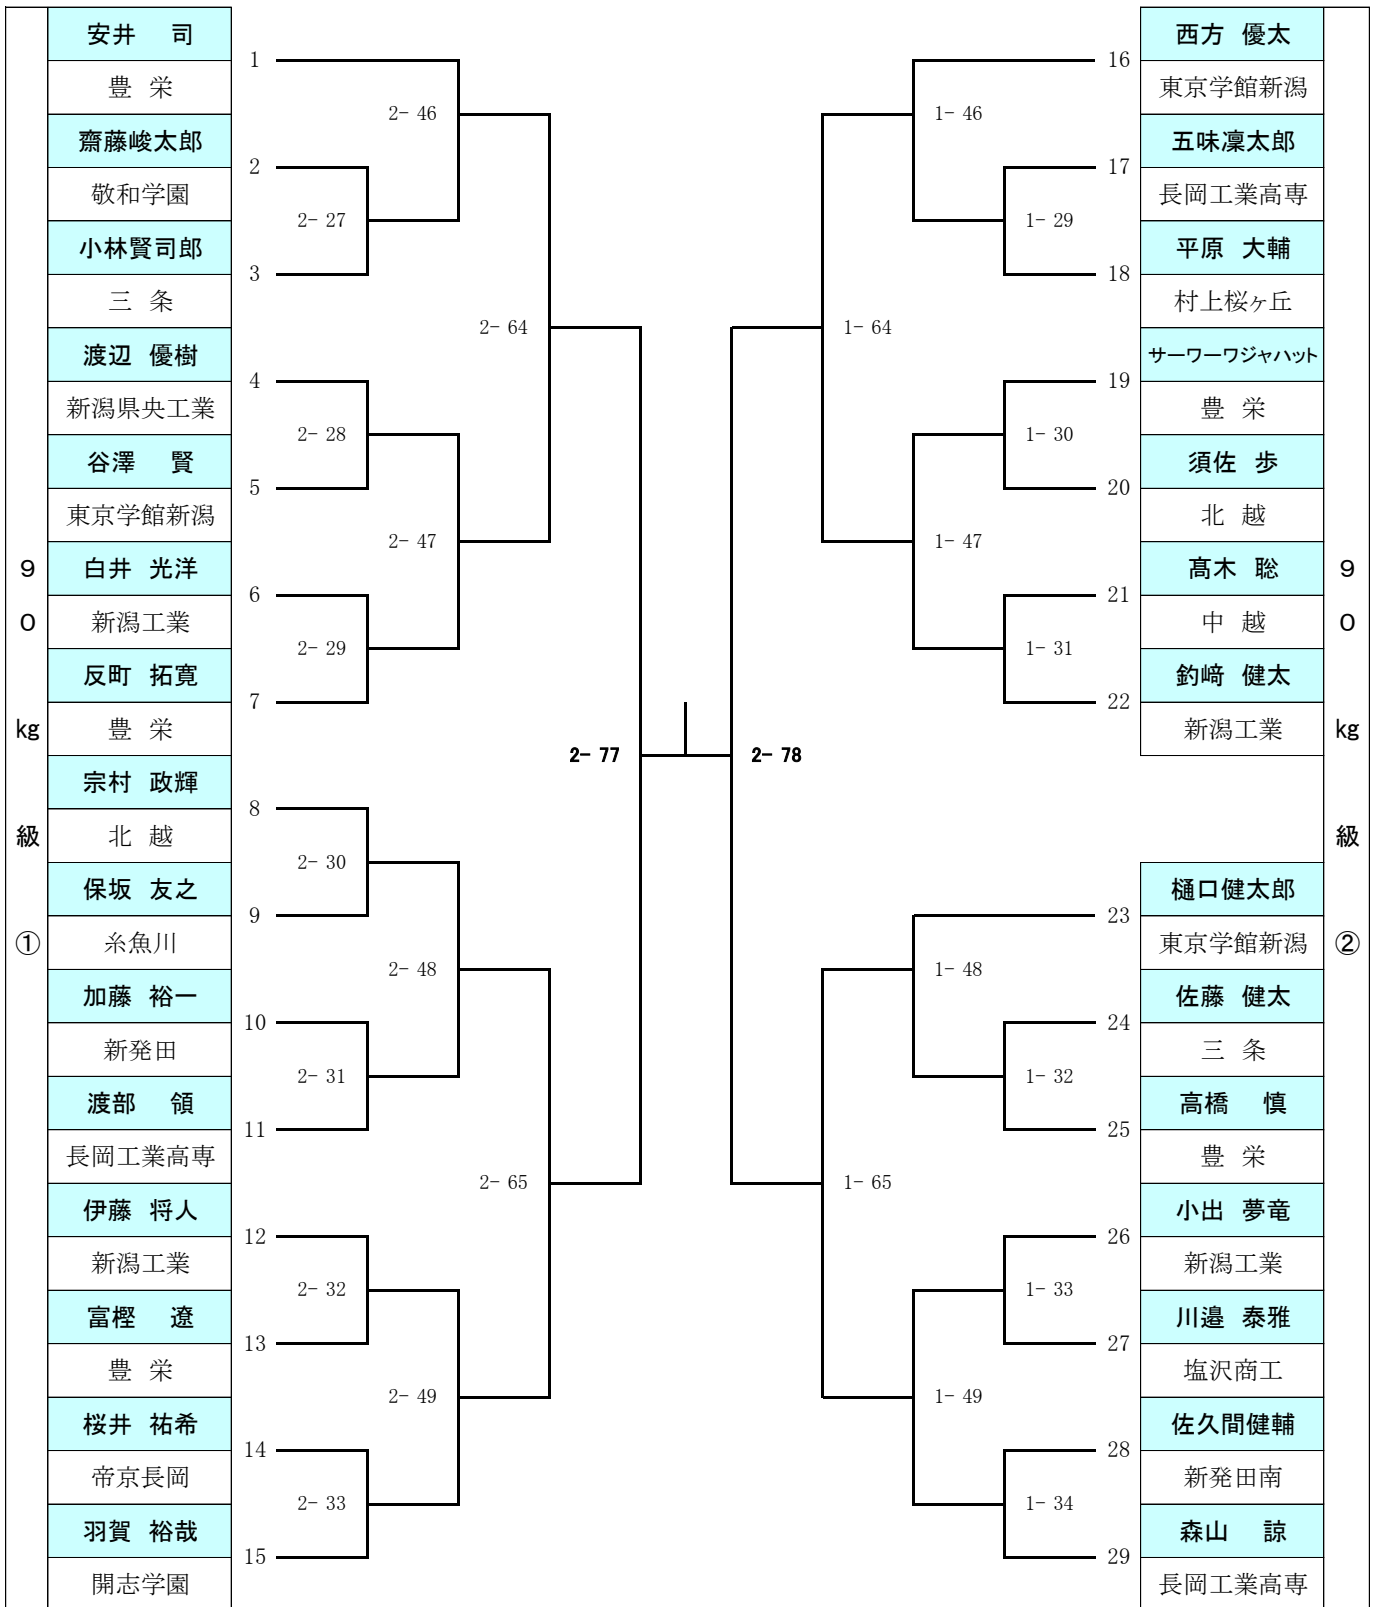 9
0
kg
級
①
安井 司
豊 栄
齋藤峻太郎
敬和学園
小林賢司郎
三 条
渡辺 優樹
新潟県央工業
谷澤 賢
東京学館新潟
白井 光洋
新潟工業
反町 拓寛
豊 栄
宗村 政輝
北 越
保坂 友之
糸魚川
加藤 裕一
新発田
渡部 領
長岡工業高専
伊藤 将人
新潟工業
富樫 遼
豊 栄
桜井 祐希
帝京長岡
羽賀 裕哉
開志学園
1
2
3
4
5
6
7
8
9
10
11
12
13
14
15
2- 27
2- 28
2- 29
2- 30
2- 31
2- 32
2- 33
2- 46
2- 47
2- 48
2- 49
2- 64
2- 65
2- 77
2- 78
1- 64
1- 65
1- 46
1- 47
1- 48
1- 49
1- 29
1- 30
1- 31
1- 32
1- 33
1- 34
16
17
18
19
20
21
22
23
24
25
26
27
28
29
西方 優太
東京学館新潟
五味凜太郎
長岡工業高専
平原 大輔
村上桜ヶ丘
サーワーワジャハット
豊 栄
須佐 歩
北 越
髙木 聡
中 越
釣﨑 健太
新潟工業
樋口健太郎
東京学館新潟
佐藤 健太
三 条
高橋 慎
豊 栄
小出 夢竜
新潟工業
川邉 泰雅
塩沢商工
佐久間健輔
新発田南
森山 諒
長岡工業高専
9
0
kg
級
②